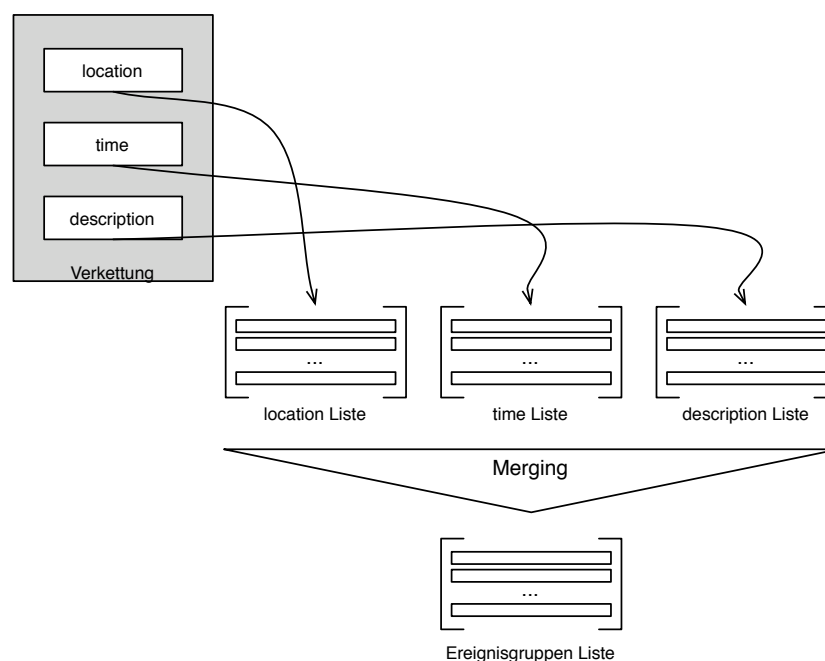 location
time
description
Verkettung
...
...
...
location Liste
time Liste
description Liste
Merging
...
Ereignisgruppen Liste